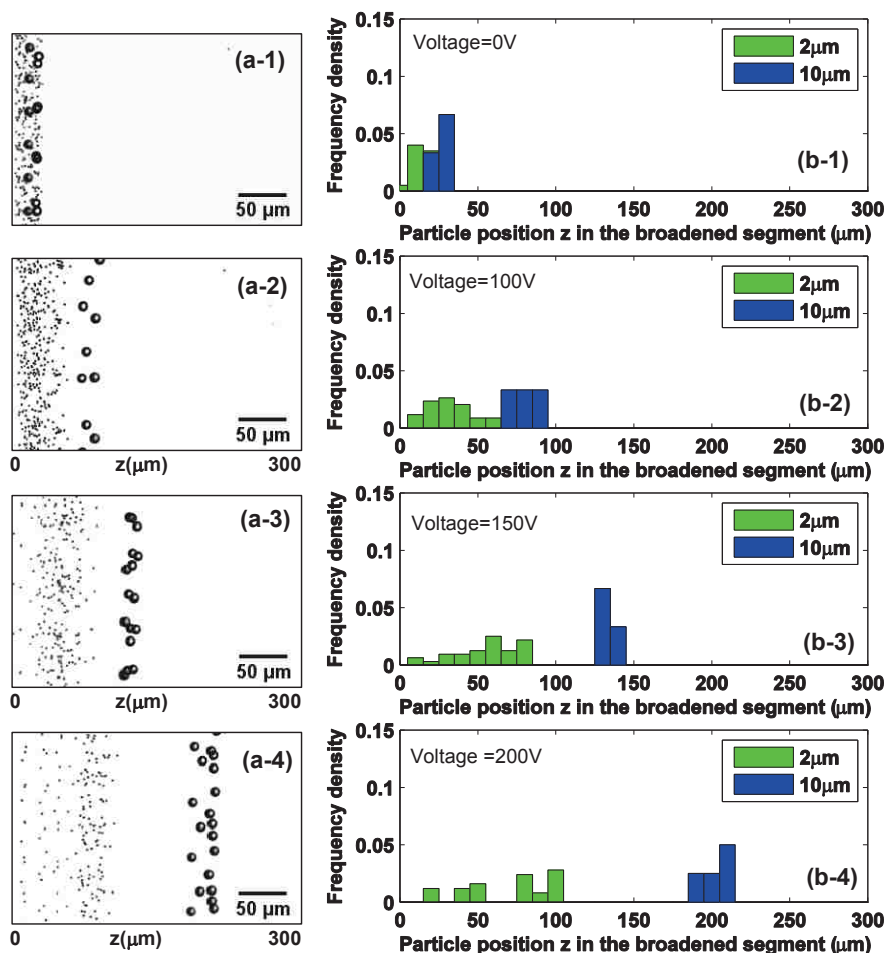 (a-1)
50 μm
Frequency density
0.15
0.1
0.05
0
Voltage=0V
2μm
10μm
(b-1)
0 50 100 150 200 250 300
Particle position z in the broadened segment (μm)
(a-2)
50 μm
0 z(μm) 300
Frequency density
0.15
0.1
0.05
0
Voltage=100V
2μm
10μm
(b-2)
0 50 100 150 200 250 300
Particle position z in the broadened segment (μm)
(a-3)
50 μm
0 z(μm) 300
Frequency density
0.15
0.1
0.05
0
Voltage=150V
2μm
10μm
(b-3)
0 50 100 150 200 250 300
Particle position z in the broadened segment (μm)
(a-4)
50 μm
0 z(μm) 300
Frequency density
0.15
0.1
0.05
0
Voltage =200V
2μm
10μm
(b-4)
0 50 100 150 200 250 300
Particle position z in the broadened segment (μm)